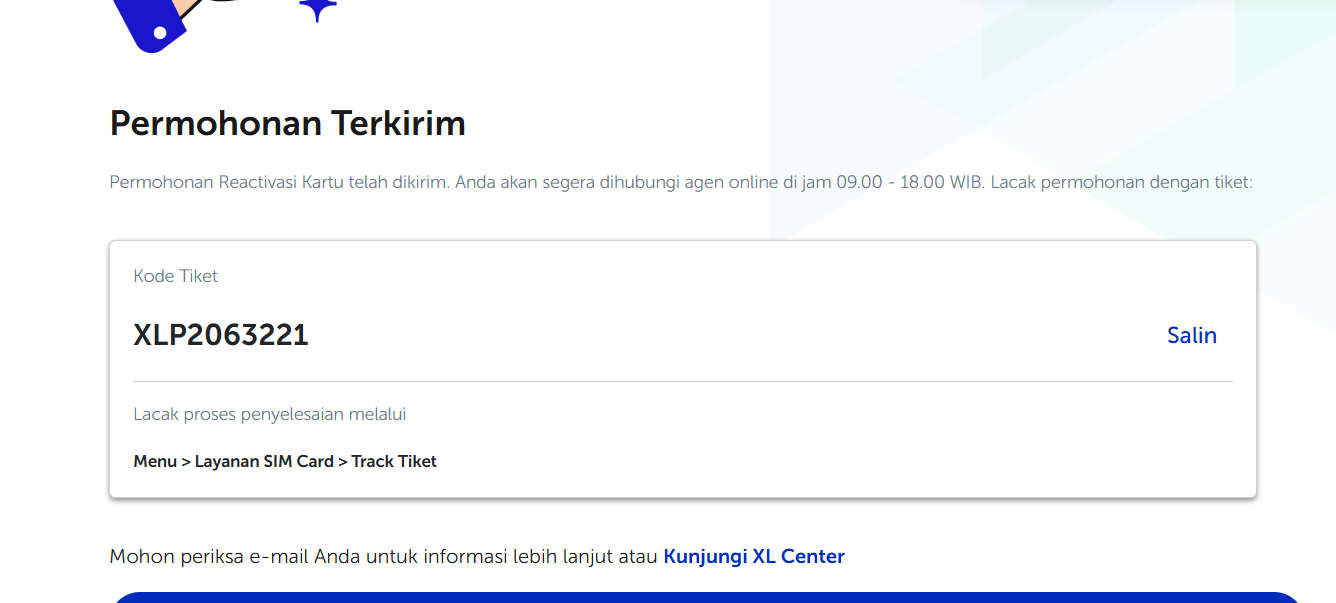 Permohonan Terkirim
Permohonan Reactivasi Kartu telah dikirim. Anda akan segera dihubungi agen online di jam 09.00 - 18.00 WIB. Lacak permohonan dengan tiket:
Kode Tiket
XLP2063221
Salin
Lacak proses penyelesaian melalui
Menu > Layanan SIM Card > Track Tiket
Mohon periksa e-mail Anda untuk informasi lebih lanjut atau Kunjungi XL Center